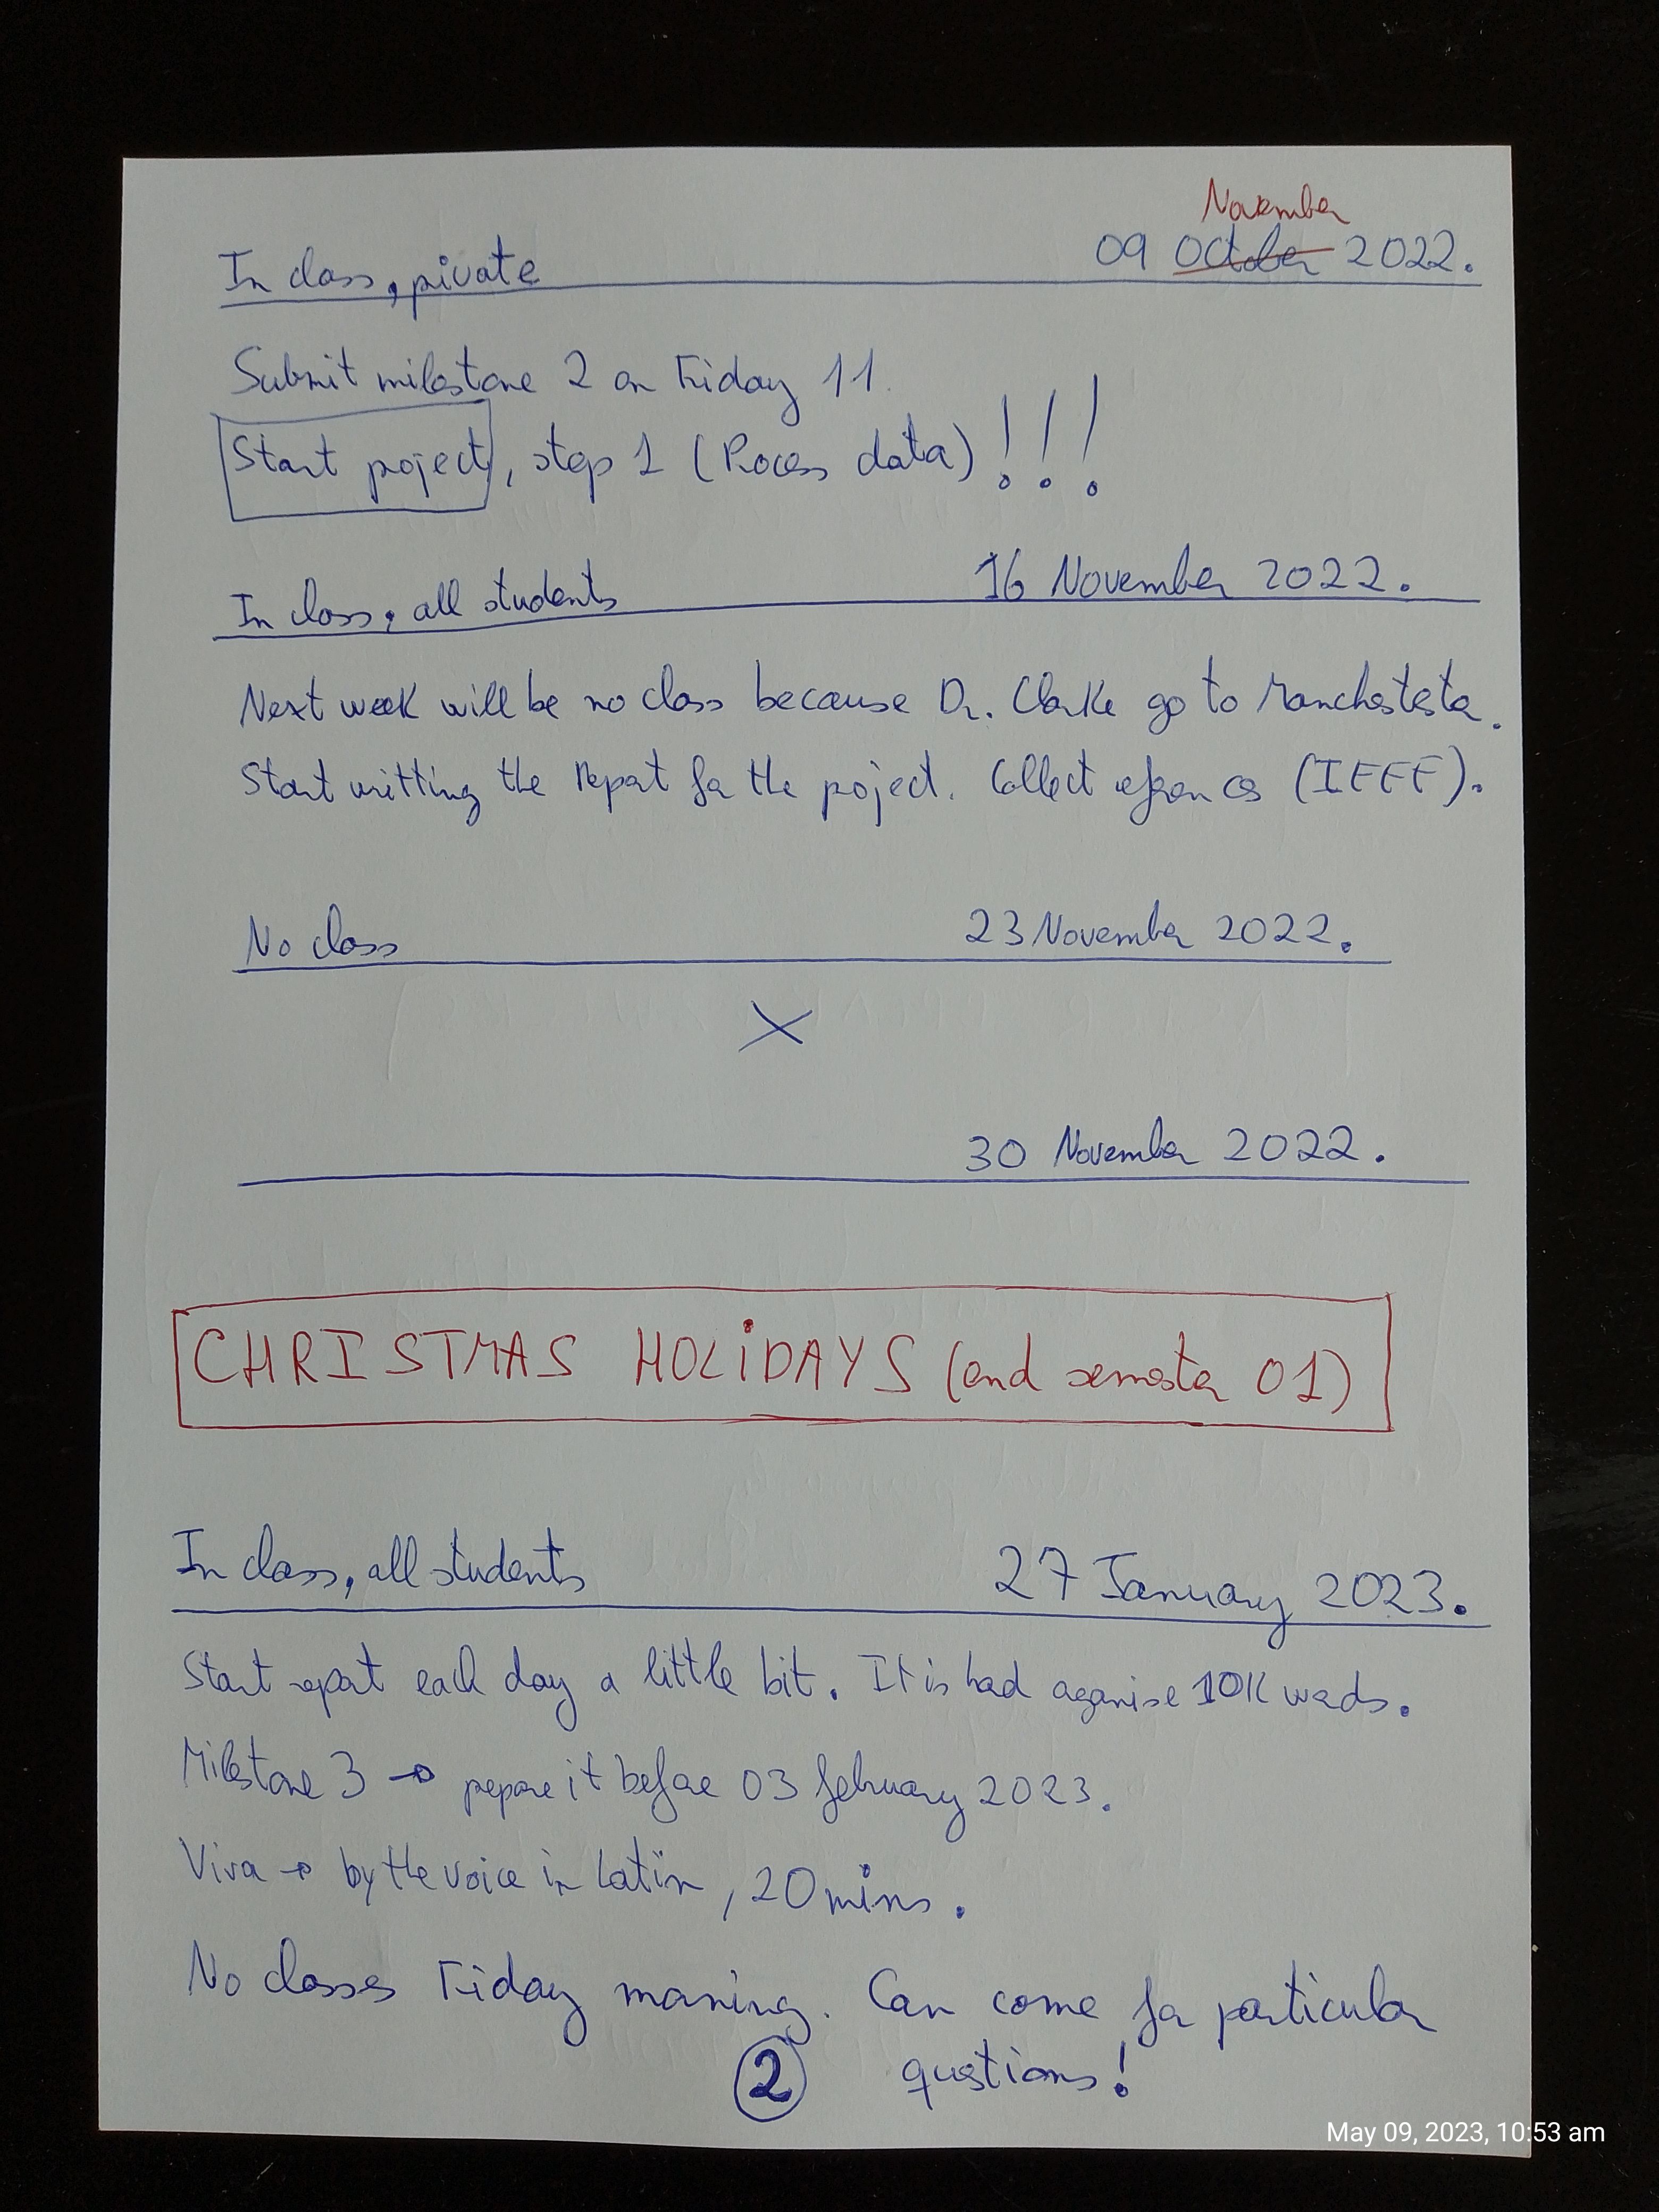 November
In class, private 09 October 2022.
Submit milestone 2 on Friday 11.
Start project, step 1 (Process data)!!!
In class, all students 16 November 2022.
Next week will be no class because Dr. Clarke go to Manchestester.
Start writting the report for the project. Collect references (IEEE).
No class 23 November 2022.
X
30 November 2022.
CHRISTMAS HOLiDAYS (end semester 01)
In class, all students 27 January 2023.
Start report each day a little bit. It is hard organise 10K words.
Milestone 3 → prepare it before 03 february 2023.
Viva → by the voice in Latin, 20 mins.
No classes Friday morning. Can come for particular
questions!
2
May 09, 2023, 10:53 am